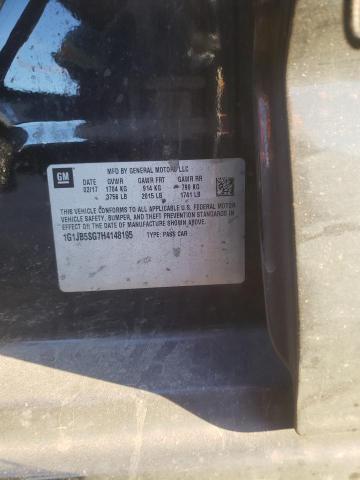 MFD BY GENERAL MOTORS LLC
GM DATE GVWR GAWR FRT GAWR RR
02/17 1704 KG 914 KG 790 KG
3756 LB 2015 LB 1741 LB
THIS VEHICLE CONFORMS TO ALL APPLICABLE U.S. FEDERAL MOTOR
VEHICLE SAFETY, BUMPER, AND THEFT PREVENTION STANDARDS IN
EFFECT ON THE DATE OF MANUFACTURE SHOWN ABOVE.
1G1JB5SG7H4148195 TYPE: PASS CAR